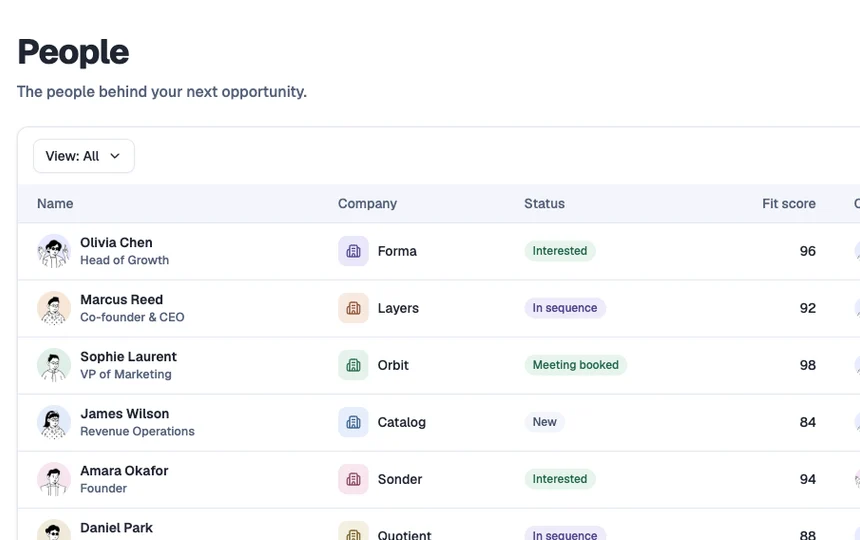 People
The people behind your next opportunity.
View: All
Name Company Status Fit score
Olivia Chen
Head of Growth
Forma Interested 96
Marcus Reed
Co-founder & CEO
Layers In sequence 92
Sophie Laurent
VP of Marketing
Orbit Meeting booked 98
James Wilson
Revenue Operations
Catalog New 84
Amara Okafor
Founder
Sonder Interested 94
Daniel Park
Quotient In sequence 88